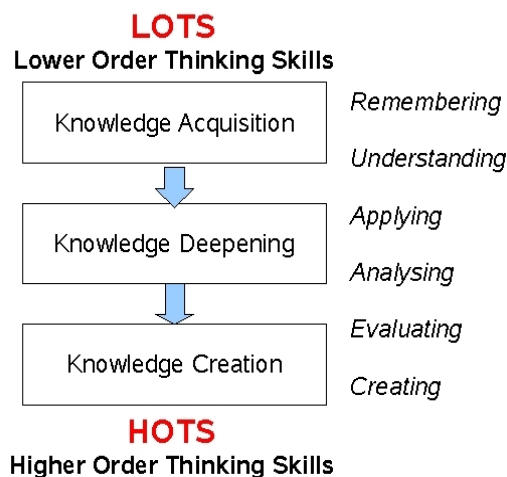 LOTS
Lower Order Thinking Skills
Knowledge Acquisition
Remembering
Understanding
Knowledge Deepening
Applying
Analysing
Knowledge Creation
Evaluating
Creating
HOTS
Higher Order Thinking Skills